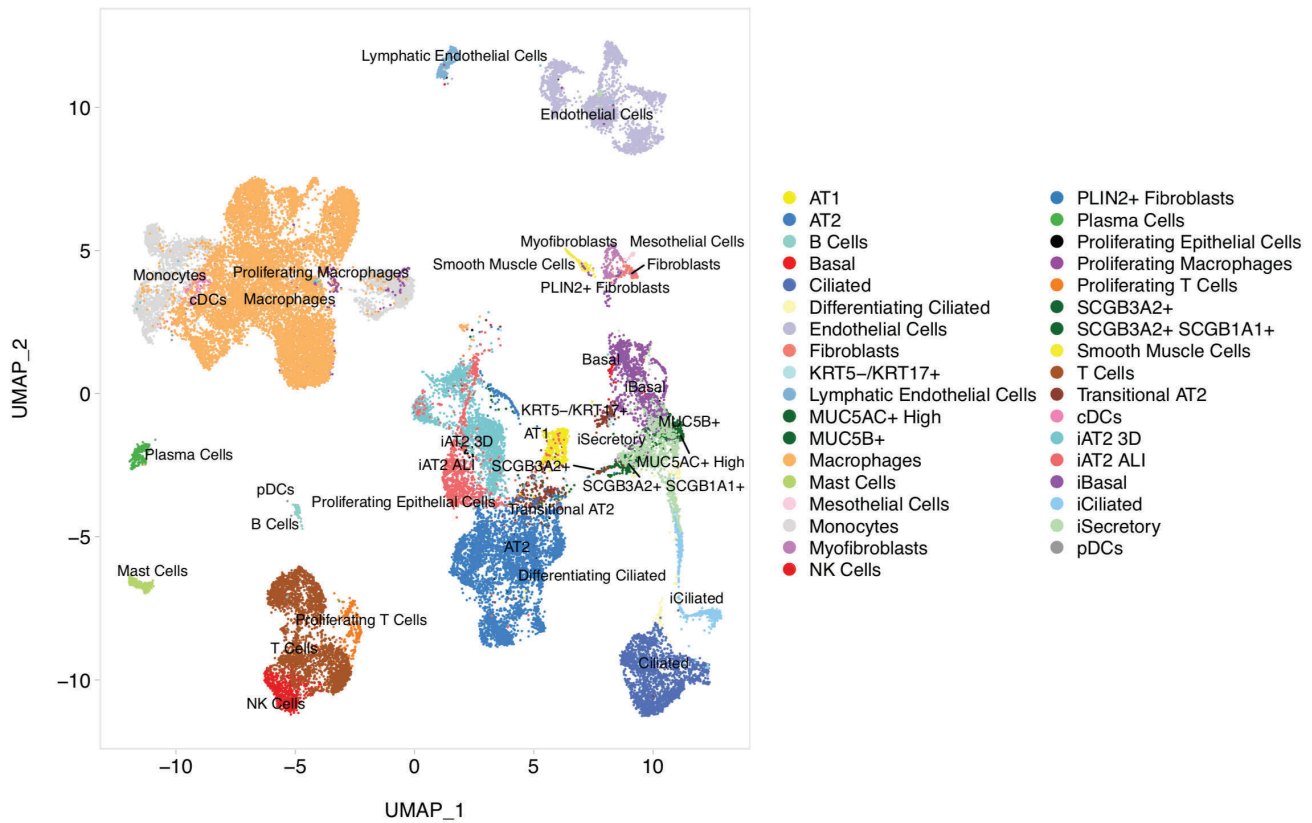 Lymphatic Endothelial Cells
Endothelial Cells
10
Myofibroblasts
Mesothelial Cells
Smooth Muscle Cells
Fibroblasts
PLIN2+ Fibroblasts
5
Monocytes
Proliferating Macrophages
cDCs
Macrophages
UMAP_2
0
Basal
iBasal
KRT5−/KRT17+
MUC5B+
AT1
iSecretory
iAT2 3D
iAT2 ALI
SCGB3A2+
MUC5AC+ High
SCGB3A2+ SCGB1A1+
Plasma Cells
pDCs
Proliferating Epithelial Cells
Transitional AT2
B Cells
−5
AT2
Mast Cells
Differentiating Ciliated
iCiliated
Proliferating T Cells
T Cells
Ciliated
−10
NK Cells
−10
−5
0
5
10
UMAP_1
AT1
AT2
B Cells
Basal
Ciliated
Differentiating Ciliated
Endothelial Cells
Fibroblasts
KRT5−/KRT17+
Lymphatic Endothelial Cells
MUC5AC+ High
MUC5B+
Macrophages
Mast Cells
Mesothelial Cells
Monocytes
Myofibroblasts
NK Cells
PLIN2+ Fibroblasts
Plasma Cells
Proliferating Epithelial Cells
Proliferating Macrophages
Proliferating T Cells
SCGB3A2+
SCGB3A2+ SCGB1A1+
Smooth Muscle Cells
T Cells
Transitional AT2
cDCs
iAT2 3D
iAT2 ALI
iBasal
iCiliated
iSecretory
pDCs